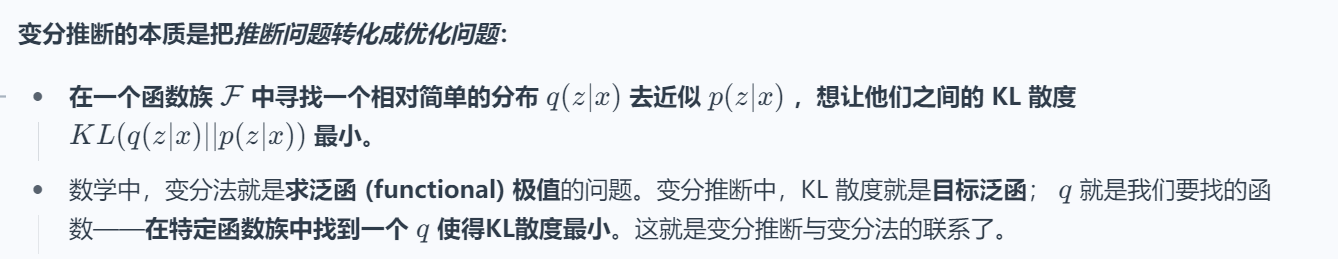 变分推断的本质是把推断问题转化成优化问题：
• 在一个函数族 $\mathcal{F}$ 中寻找一个相对简单的分布 $q(z|x)$ 去近似 $p(z|x)$ ，想让他们之间的 KL 散度
$KL(q(z|x)||p(z|x))$ 最小。
• 数学中，变分法就是求泛函 (functional) 极值的问题。变分推断中，KL 散度就是目标泛函； $q$ 就是我们要找的函
数——在特定函数族中找到一个 $q$ 使得KL散度最小。这就是变分推断与变分法的联系了。